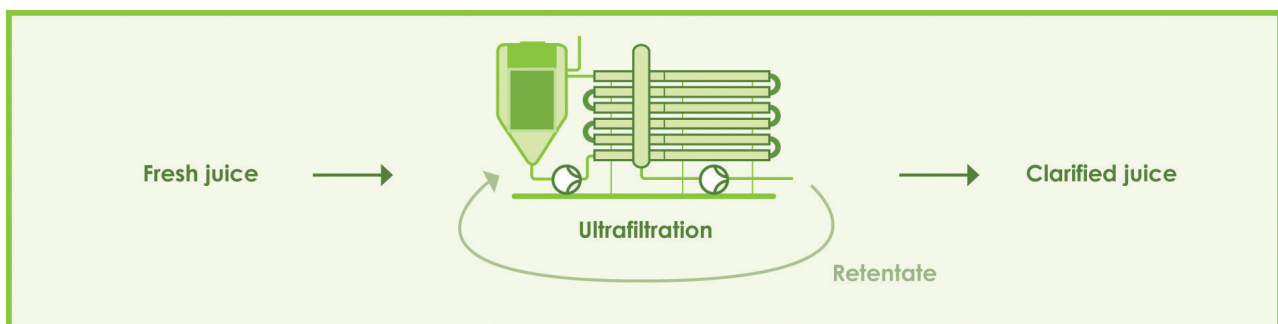 Fresh juice
Ultrafiltration
Clarified juice
Retentate